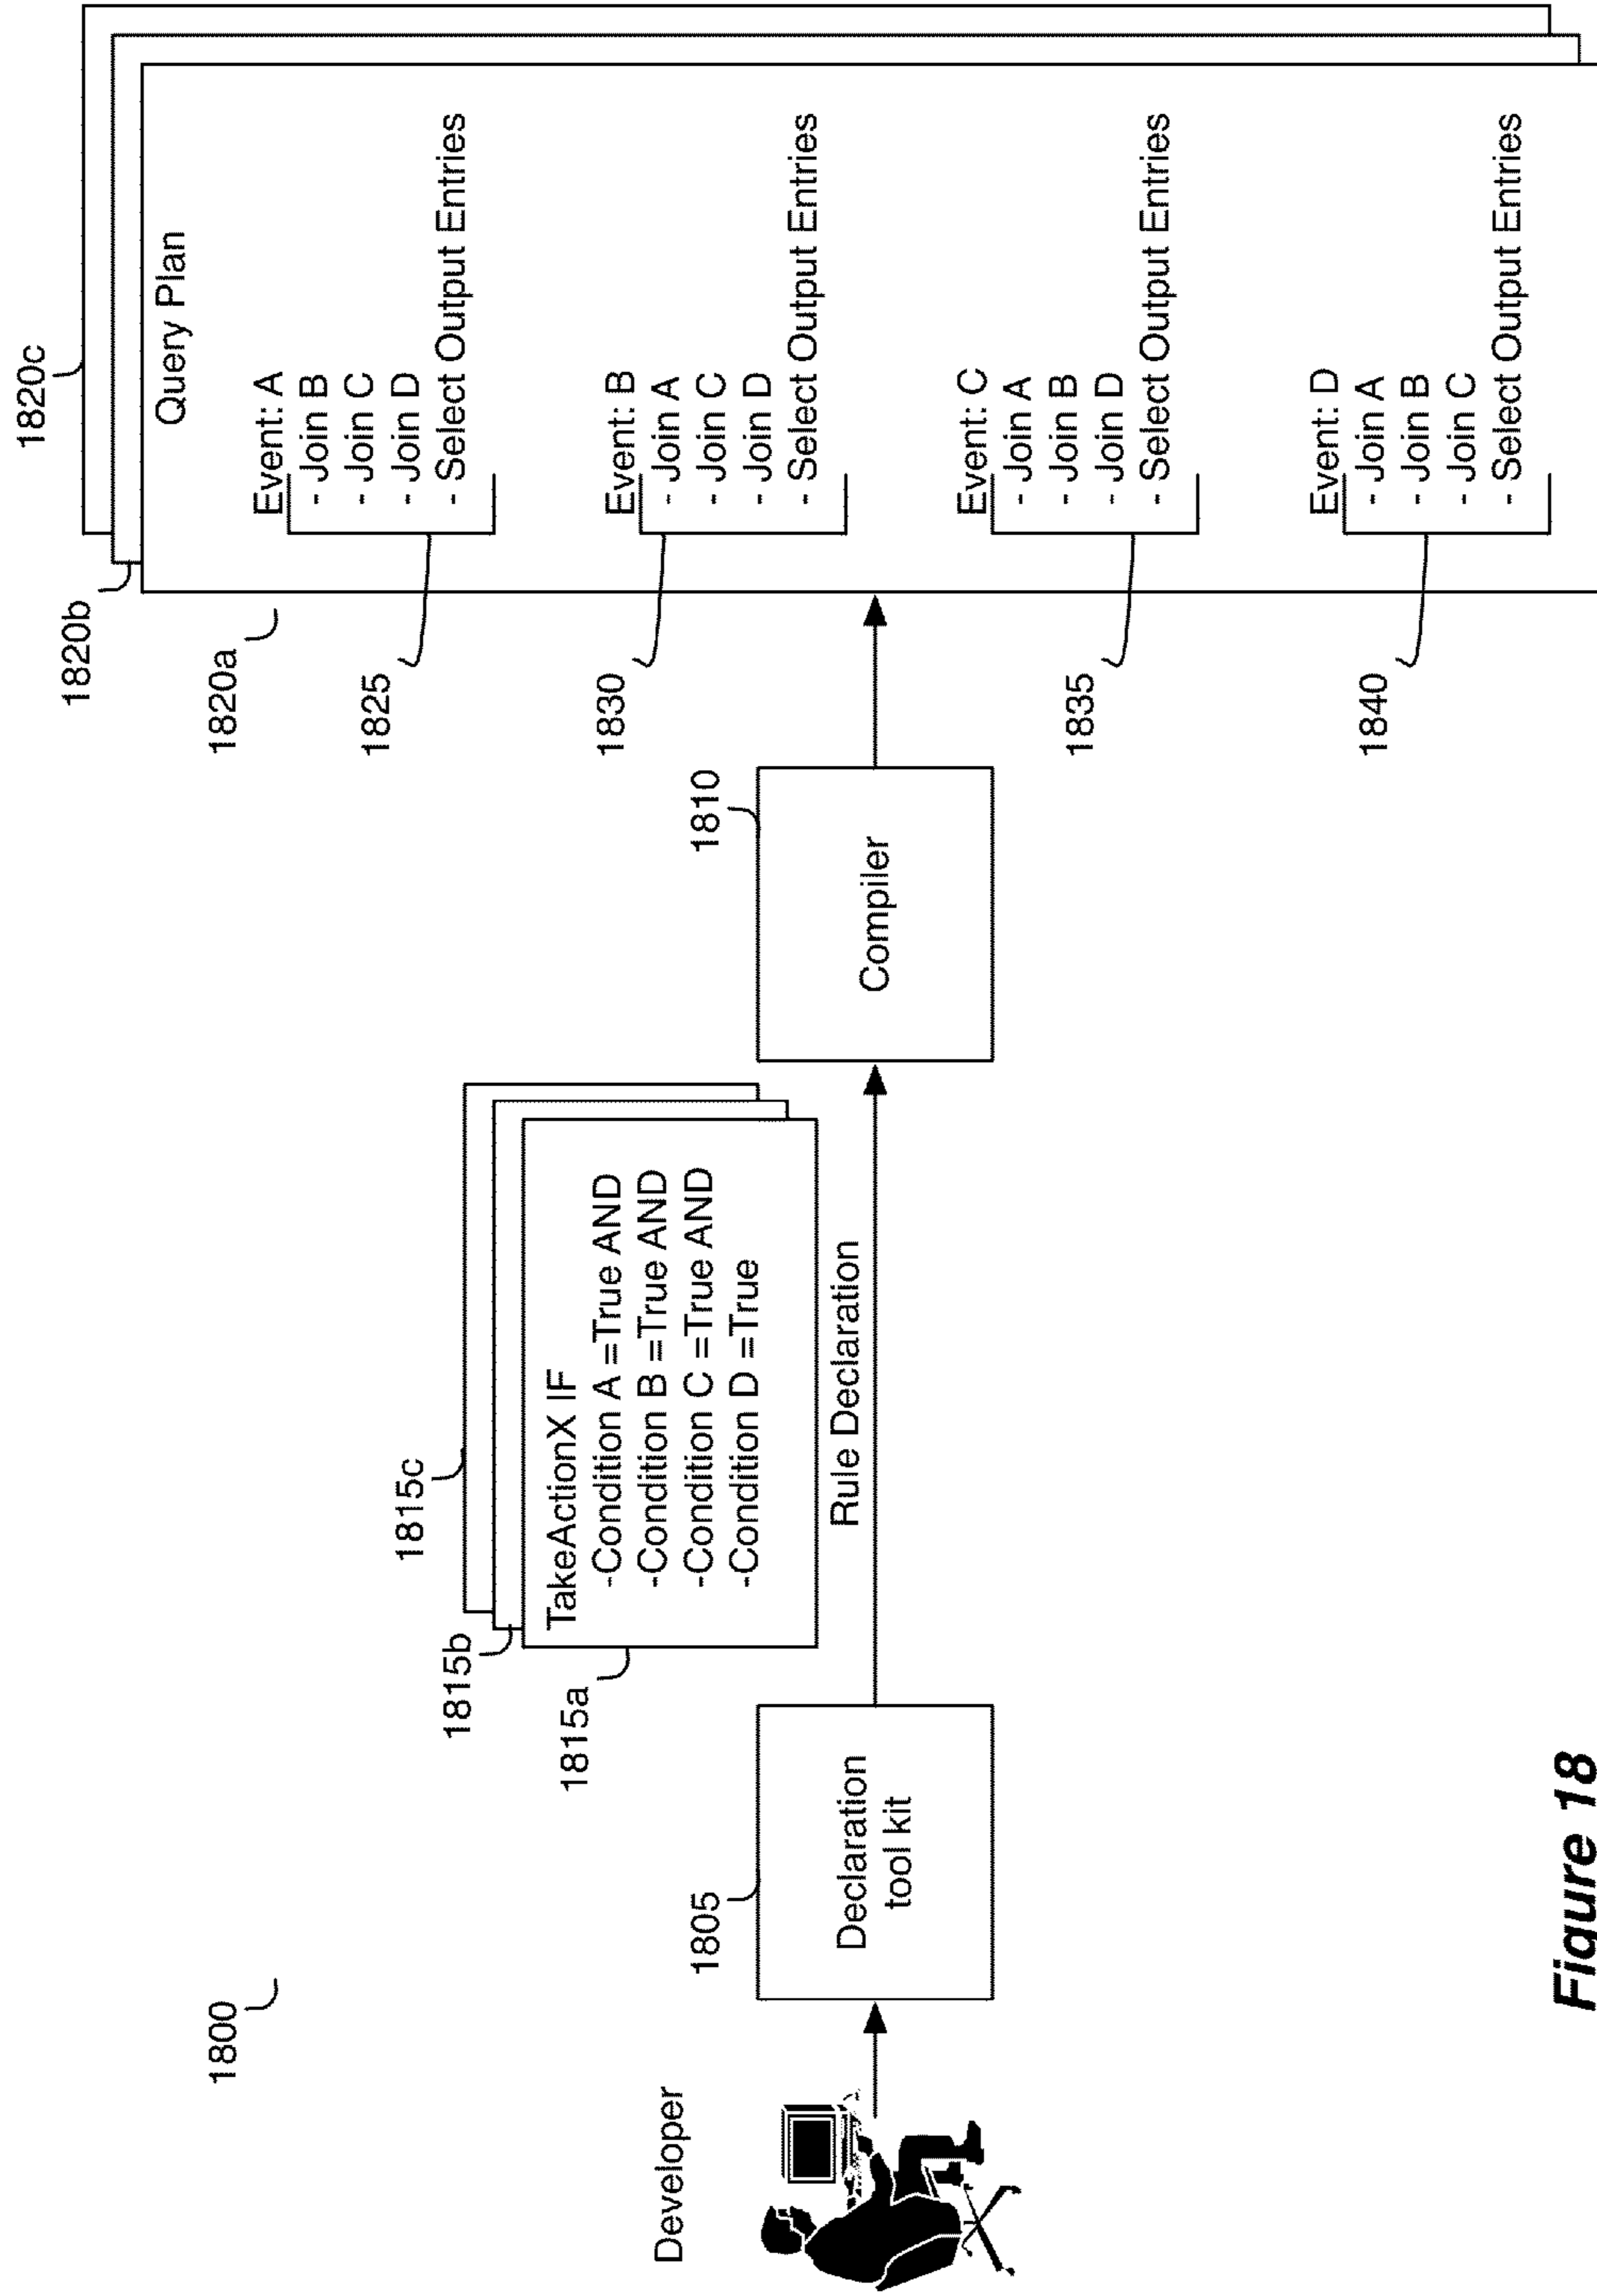 1800
Developer
1805
Declaration
tool kit
1815a
1815b
1815c
TakeActionX IF
-Condition A =True AND
-Condition B =True AND
-Condition C =True AND
-Condition D =True
Rule Declaration
1810
Compiler
1820a
1820b
1820c
Query Plan
1825
Event: A
- Join B
- Join C
- Join D
- Select Output Entries
1830
Event: B
- Join A
- Join C
- Join D
- Select Output Entries
1835
Event: C
- Join A
- Join B
- Join D
- Select Output Entries
1840
Event: D
- Join A
- Join B
- Join C
- Select Output Entries
Figure 18